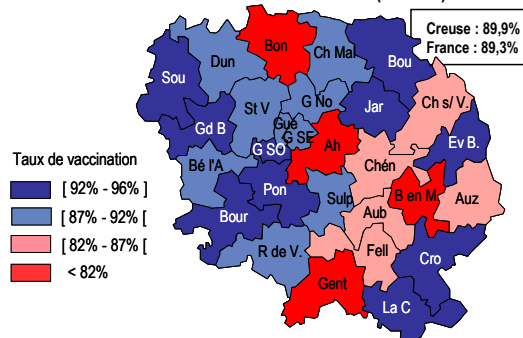 Creuse : 89,9%
France : 89,3%
Bon
Dun
Ch Mal
Bou
Sou
St V
G No
Jar
Ch s/ V.
Gd B
Gué
G SE
G SO
Ah
Ev B.
Bé l'A
Chén
Pon
Sulp
B en M.
Auz
Bour
Aub
R de V.
Fell
Cro
Gent
La C
Taux de vaccination
[ 92% - 96% ]
[ 87% - 92% [
[ 82% - 87% [
< 82%